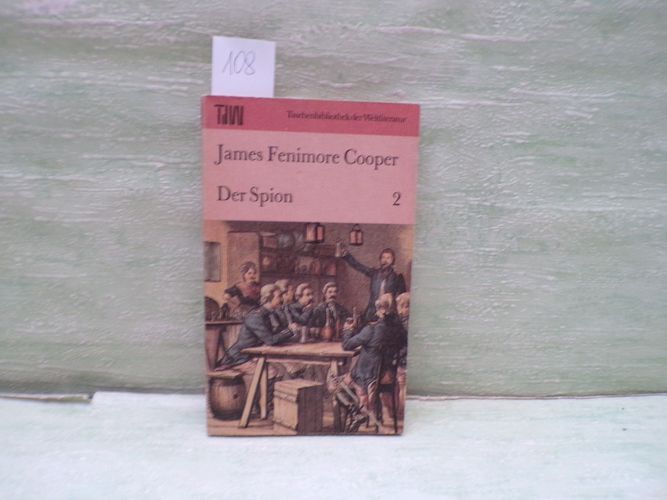 108
TdW
Taschenbibliothek der Weltliteratur
James Fenimore Cooper
Der Spion 2